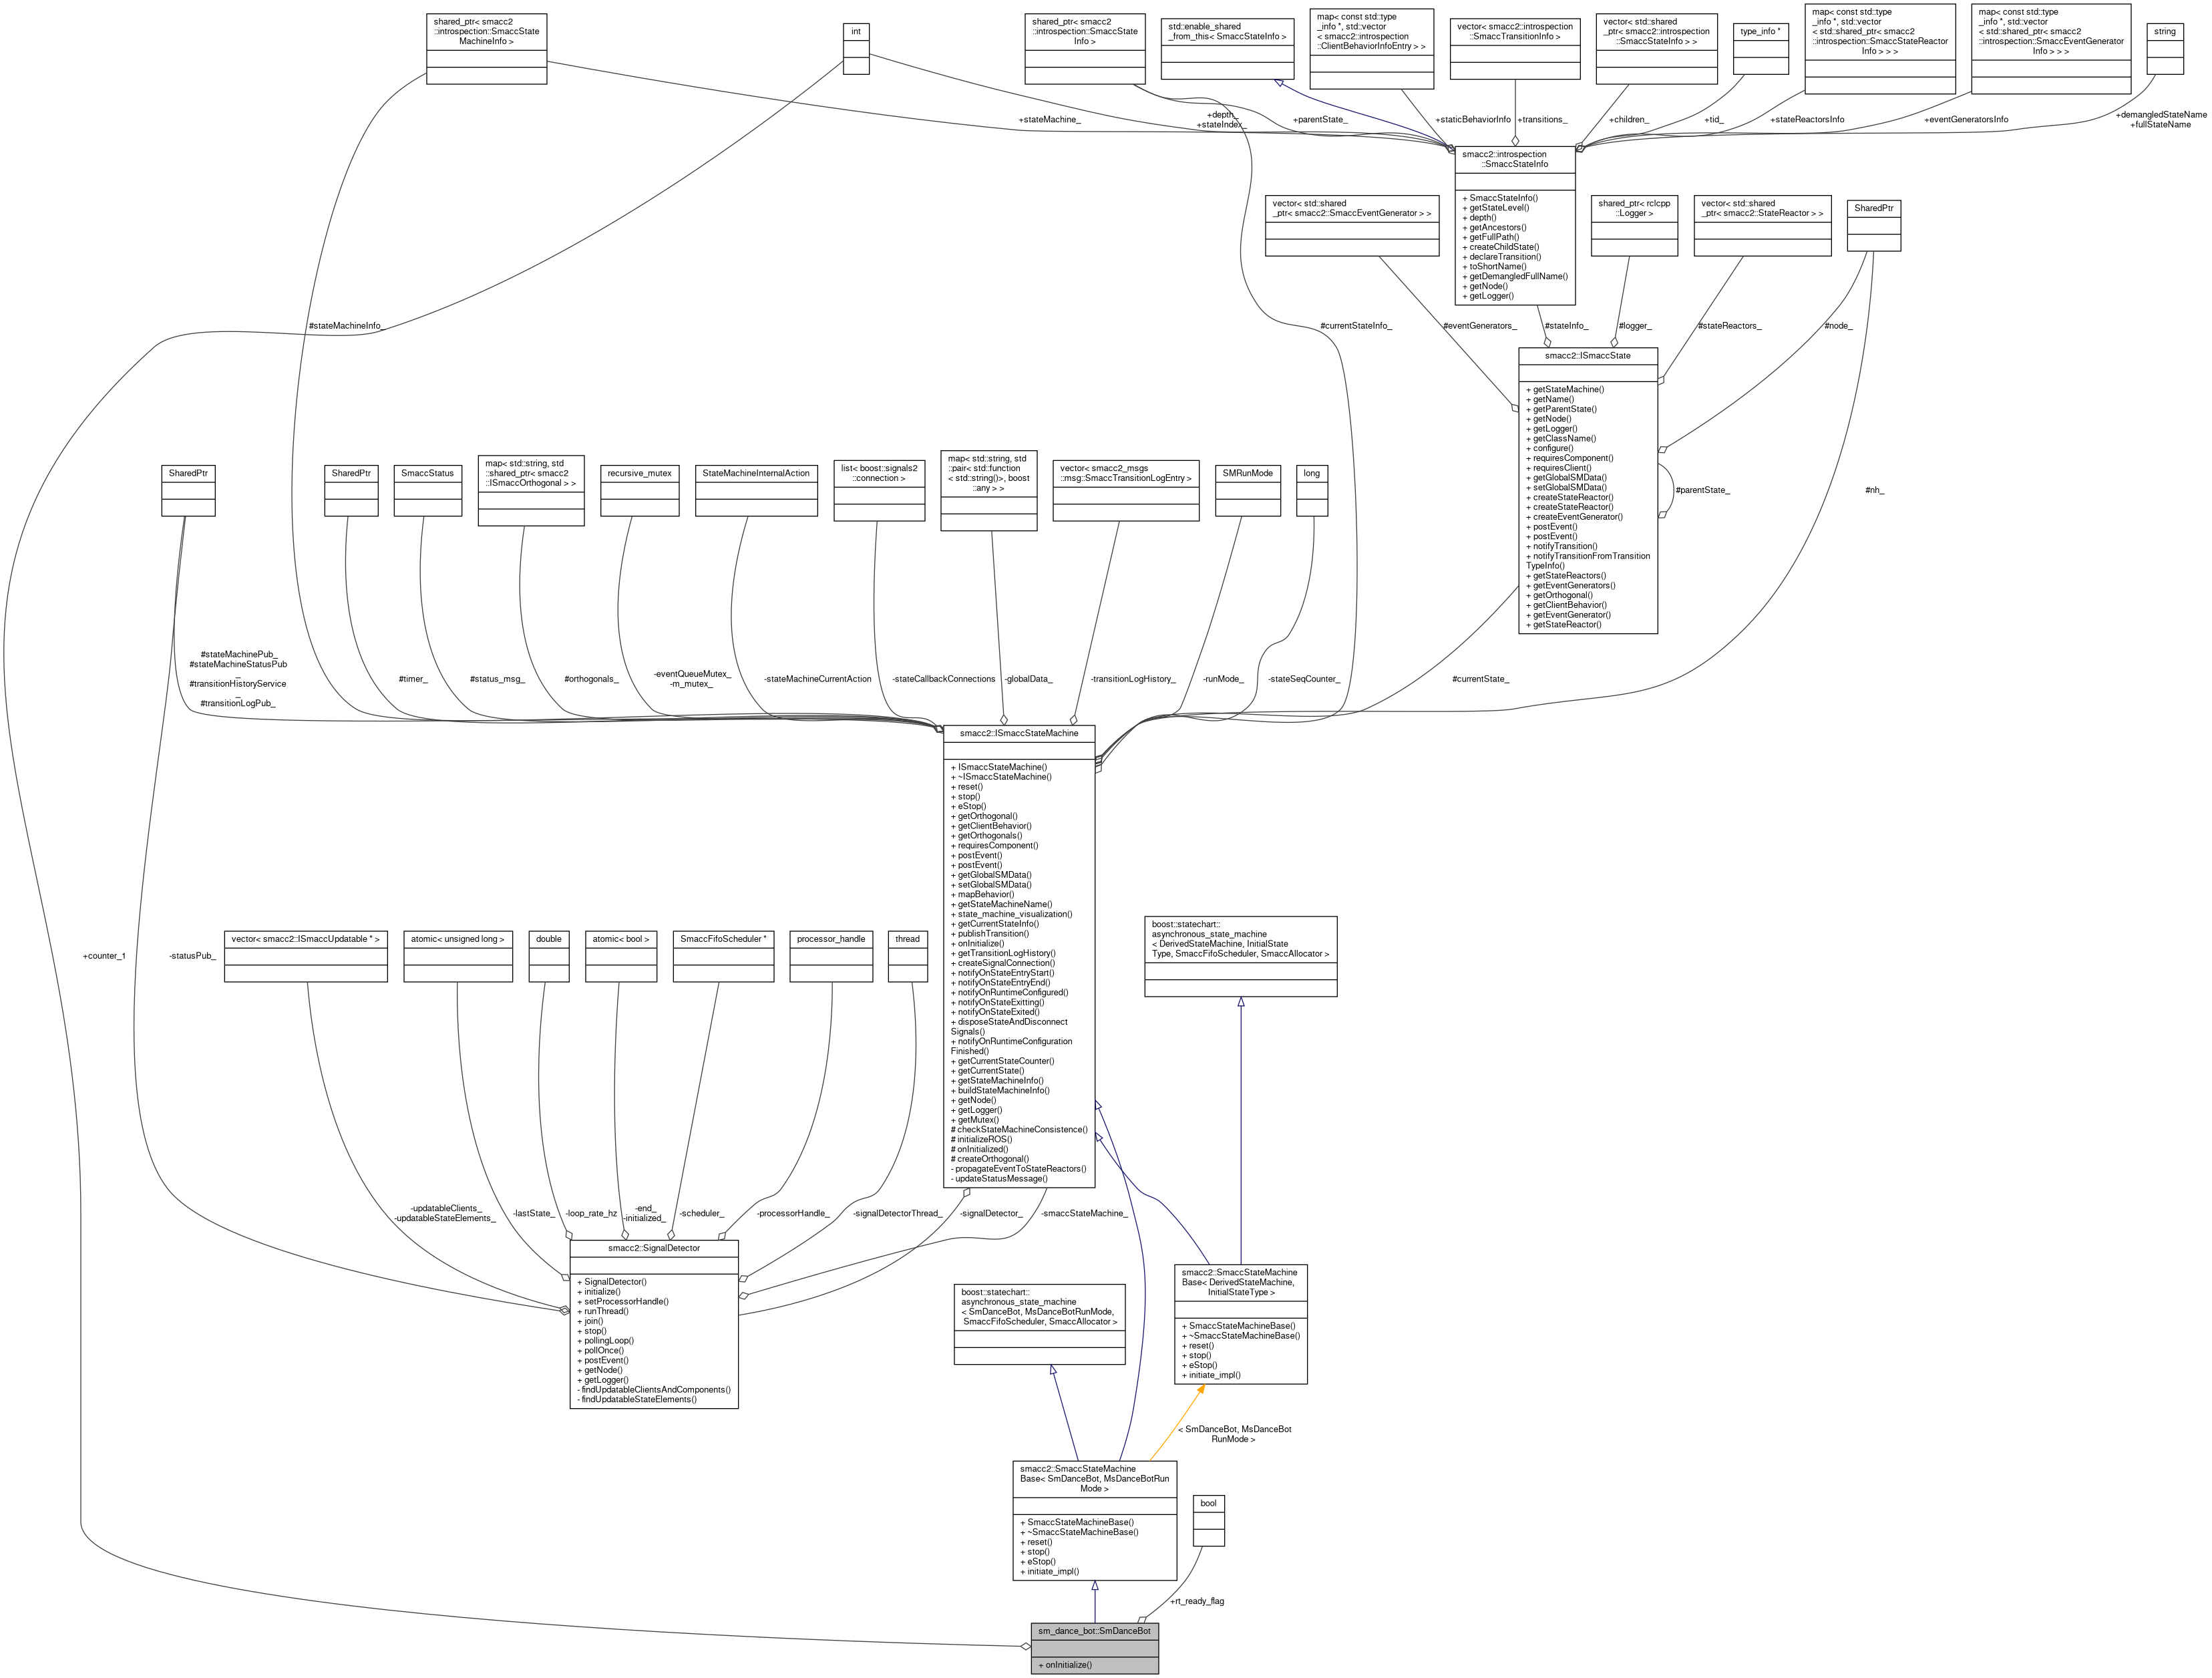 shared_ptr< smacc2
::introspection::SmaccState
MachineInfo >
int
shared_ptr< smacc2
::introspection::SmaccState
Info >
std::enable_shared
_from_this< SmaccStateInfo >
map< const std::type
_info *, std::vector
< smacc2::introspection
::ClientBehaviorInfoEntry > >
vector< smacc2::introspection
::SmaccTransitionInfo >
vector< std::shared
_ptr< smacc2::introspection
::SmaccStateInfo > >
type_info *
map< const std::type
_info *, std::vector
< std::shared_ptr< smacc2
::introspection::SmaccStateReactor
Info > > >
map< const std::type
_info *, std::vector
< std::shared_ptr< smacc2
::introspection::SmaccEventGenerator
Info > > >
string
+stateMachine_
+depth_
+stateIndex_
+parentState_
+staticBehaviorInfo
+transitions_
+children_
+tid_
+stateReactorsInfo
+eventGeneratorsInfo
+demangledStateName
+fullStateName
smacc2::introspection
::SmaccStateInfo
+ SmaccStateInfo()
+ getStateLevel()
+ depth()
+ getAncestors()
+ getFullPath()
+ createChildState()
+ declareTransition()
+ toShortName()
+ getDemangledFullName()
+ getNode()
+ getLogger()
vector< std::shared
_ptr< smacc2::SmaccEventGenerator > >
shared_ptr< rclcpp
::Logger >
vector< std::shared
_ptr< smacc2::StateReactor > >
SharedPtr
#stateMachineInfo_
#currentStateInfo_
#eventGenerators_
#stateInfo_
#logger_
#stateReactors_
#node_
smacc2::ISmaccState
+ getStateMachine()
+ getName()
+ getParentState()
+ getNode()
+ getLogger()
+ getClassName()
+ configure()
+ requiresComponent()
+ requiresClient()
+ getGlobalSMData()
+ setGlobalSMData()
+ createStateReactor()
+ createStateReactor()
+ createEventGenerator()
+ postEvent()
+ postEvent()
+ notifyTransition()
+ notifyTransitionFromTransition
TypeInfo()
+ getStateReactors()
+ getEventGenerators()
+ getOrthogonal()
+ getClientBehavior()
+ getEventGenerator()
+ getStateReactor()
#parentState_
#nh_
SharedPtr
SharedPtr
SmaccStatus
map< std::string, std
::shared_ptr< smacc2
::ISmaccOrthogonal > >
recursive_mutex
StateMachineInternalAction
list< boost::signals2
::connection >
map< std::string, std
::pair< std::function
< std::string()>, boost
::any > >
vector< smacc2_msgs
::msg::SmaccTransitionLogEntry >
SMRunMode
long
#stateMachinePub_
#stateMachineStatusPub
_
#transitionHistoryService
_
#transitionLogPub_
#timer_
#status_msg_
#orthogonals_
-eventQueueMutex_
-m_mutex_
-stateMachineCurrentAction
-stateCallbackConnections
-globalData_
-transitionLogHistory_
-runMode_
-stateSeqCounter_
#currentState_
smacc2::ISmaccStateMachine
+ ISmaccStateMachine()
+ ~ISmaccStateMachine()
+ reset()
+ stop()
+ eStop()
+ getOrthogonal()
+ getClientBehavior()
+ getOrthogonals()
+ requiresComponent()
+ postEvent()
+ postEvent()
+ getGlobalSMData()
+ setGlobalSMData()
+ mapBehavior()
+ getStateMachineName()
+ state_machine_visualization()
+ getCurrentStateInfo()
+ publishTransition()
+ onInitialize()
+ getTransitionLogHistory()
+ createSignalConnection()
+ notifyOnStateEntryStart()
+ notifyOnStateEntryEnd()
+ notifyOnRuntimeConfigured()
+ notifyOnStateExitting()
+ notifyOnStateExited()
+ disposeStateAndDisconnect
Signals()
+ notifyOnRuntimeConfiguration
Finished()
+ getCurrentStateCounter()
+ getCurrentState()
+ getStateMachineInfo()
+ buildStateMachineInfo()
+ getNode()
+ getLogger()
+ getMutex()
# checkStateMachineConsistence()
# initializeROS()
# onInitialized()
# createOrthogonal()
- propagateEventToStateReactors()
- updateStatusMessage()
+counter_1
-statusPub_
vector< smacc2::ISmaccUpdatable * >
atomic< unsigned long >
double
atomic< bool >
SmaccFifoScheduler *
processor_handle
thread
boost::statechart::
asynchronous_state_machine
< DerivedStateMachine, InitialState
Type, SmaccFifoScheduler, SmaccAllocator >
-updatableClients_
-updatableStateElements_
-lastState_
-loop_rate_hz
-end_
-initialized_
-scheduler_
-processorHandle_
-signalDetectorThread_
-signalDetector_
-smaccStateMachine_
smacc2::SignalDetector
+ SignalDetector()
+ initialize()
+ setProcessorHandle()
+ runThread()
+ join()
+ stop()
+ pollingLoop()
+ pollOnce()
+ postEvent()
+ getNode()
+ getLogger()
- findUpdatableClientsAndComponents()
- findUpdatableStateElements()
boost::statechart::
asynchronous_state_machine
< SmDanceBot, MsDanceBotRunMode,
SmaccFifoScheduler, SmaccAllocator >
smacc2::SmaccStateMachine
Base< DerivedStateMachine,
InitialStateType >
+ SmaccStateMachineBase()
+ ~SmaccStateMachineBase()
+ reset()
+ stop()
+ eStop()
+ initiate_impl()
< SmDanceBot, MsDanceBot
RunMode >
smacc2::SmaccStateMachine
Base< SmDanceBot, MsDanceBotRun
Mode >
+ SmaccStateMachineBase()
+ ~SmaccStateMachineBase()
+ reset()
+ stop()
+ eStop()
+ initiate_impl()
bool
+rt_ready_flag
sm_dance_bot::SmDanceBot
+ onInitialize()